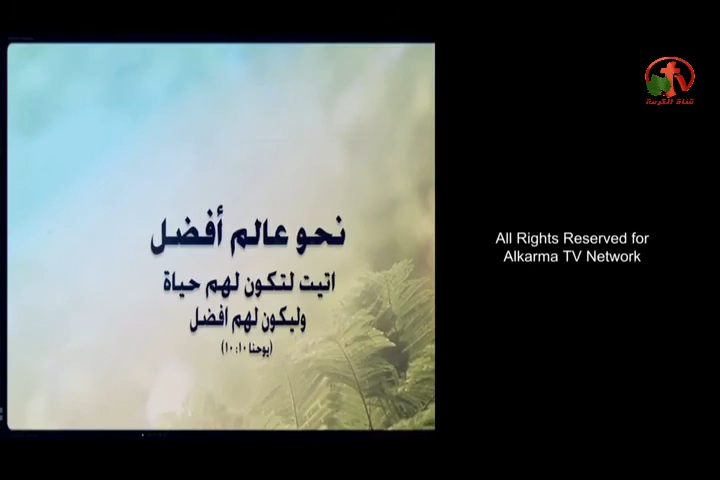 نحو عالم أفضل
اتيت لتكون لهم حياة
وليكون لهم افضل
(يوحنا ١٠:١٠)
All Rights Reserved for
Alkarma TV Network
قناة الكرمة